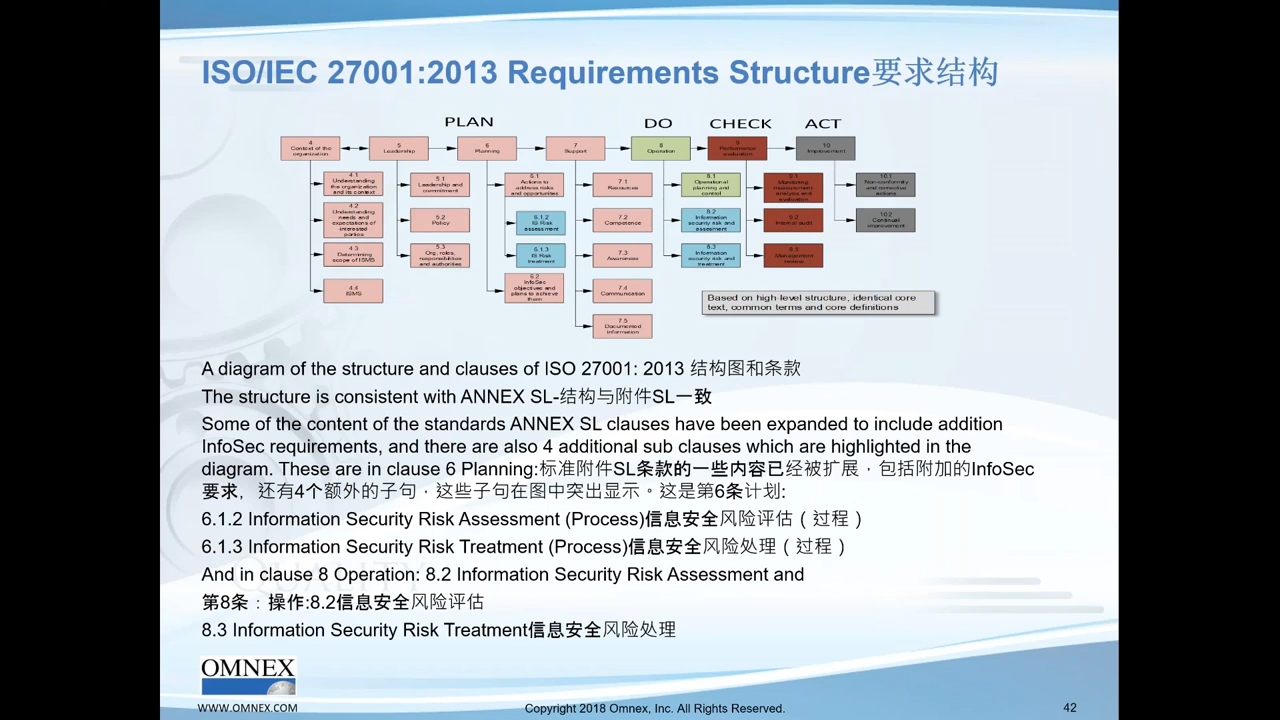 42
ISO/IEC 27001:2013 Requirements Structure要求结构
PLAN
DO
CHECK
ACT
4
Context of the
organization
5
Leadership
6
Planning
7
Support
8
Operation
9
Performance
evaluation
10
Improvement
4.1
Understanding
the organization
and its context
4.2
Understanding
needs and
expectations of
interested
parties
4.3
Determining
scope of ISMS
4.4
ISMS
5.1
Leadership and
commitment
5.2
Policy
5.3
Org. roles,
responsibilities
and authorities
6.1
Actions to
address risks
and opportunities
6.1.2
IS Risk
assessment
6.1.3
IS Risk
treatment
6.2
InfoSec
objectives and
plans to achieve
them
7.1
Resources
7.2
Competence
7.3
Awareness
7.4
Communication
7.5
Documented
information
8.1
Operational
planning and
control
8.2
Information
security risk and
assesment
8.3
Information
security risk and
treatment
9.1
Monitoring
measurement
analysis and
evaluation
9.2
Internal audit
9.3
Management
review
10.1
Non-conformity
and corrective
actions
10.2
Continual
improvement
Based on high-level structure, identical core
text, common terms and core definitions
A diagram of the structure and clauses of ISO 27001: 2013 结构图和条款
The structure is consistent with ANNEX SL-结构与附件SL一致
Some of the content of the standards ANNEX SL clauses have been expanded to include addition
InfoSec requirements, and there are also 4 additional sub clauses which are highlighted in the
diagram. These are in clause 6 Planning:标准附件SL条款的一些内容已经被扩展，包括附加的InfoSec
要求，还有4个额外的子句，这些子句在图中突出显示。这是第6条计划:
6.1.2 Information Security Risk Assessment (Process)信息安全风险评估（过程）
6.1.3 Information Security Risk Treatment (Process)信息安全风险处理（过程）
And in clause 8 Operation: 8.2 Information Security Risk Assessment and
第8条：操作:8.2信息安全风险评估
8.3 Information Security Risk Treatment信息安全风险处理
QUALITY
OMNEX
WWW.OMNEX.COM
Copyright 2018 Omnex, Inc. All Rights Reserved.
42